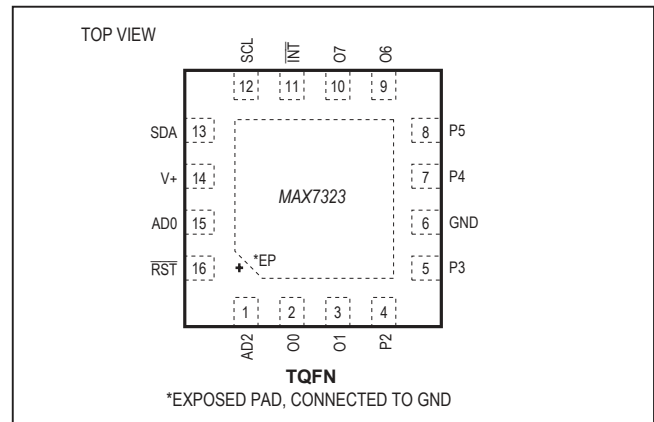 TOP VIEW
SCL I̅N̅T̅ O7 O6
12 11 10 9
SDA 13 8 P5
V+ 14 7 P4
MAX7323
AD0 15 6 GND
R̅S̅T̅ 16 + *EP 5 P3
1 2 3 4
AD2 O0 O1 P2
TQFN
*EXPOSED PAD, CONNECTED TO GND